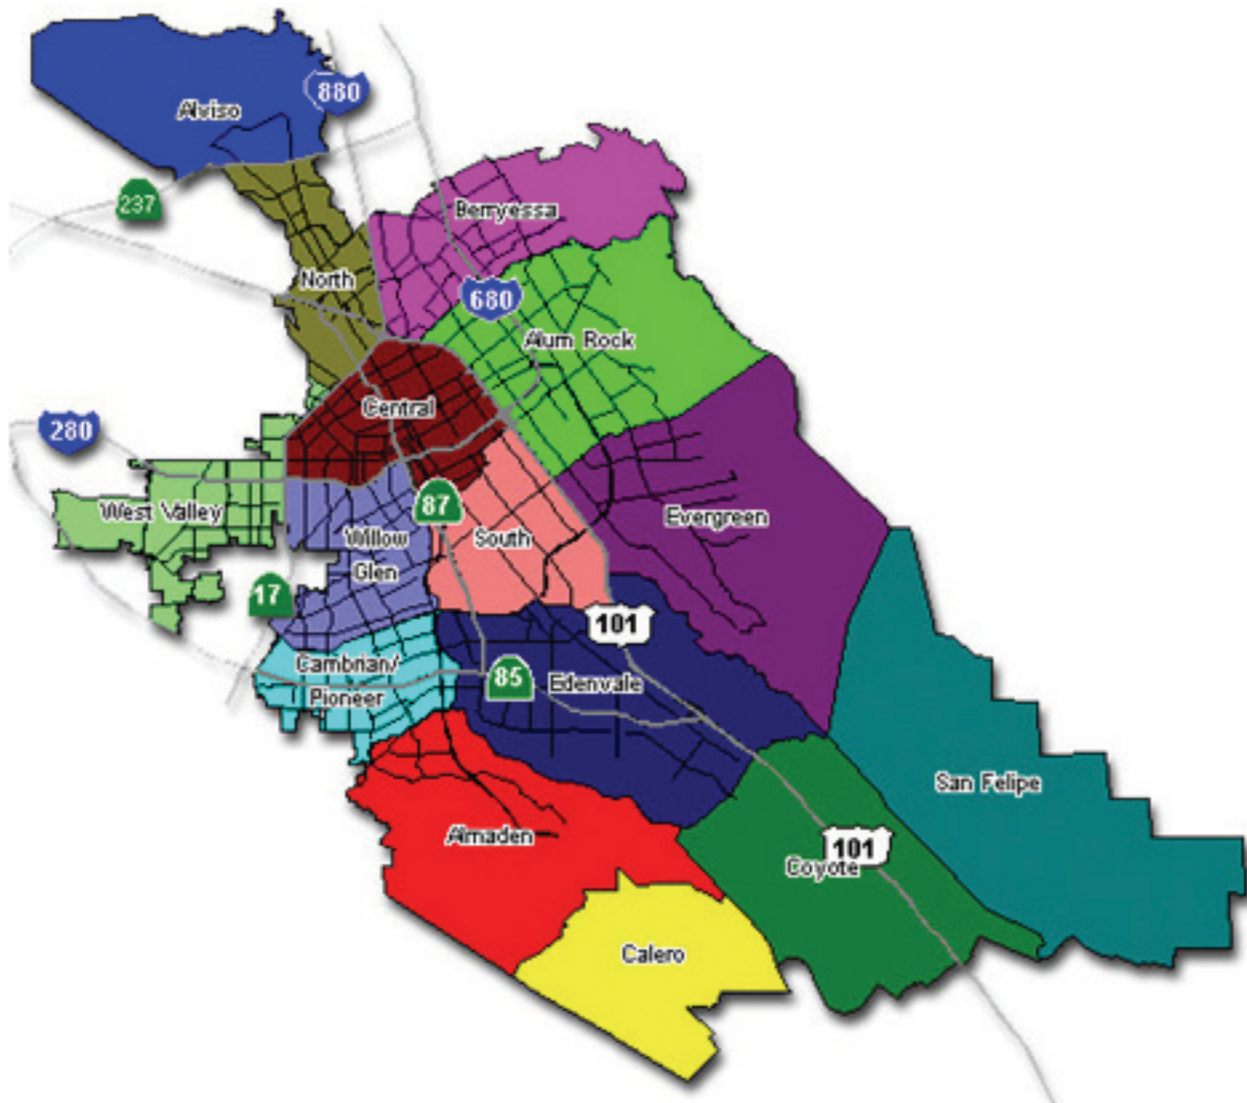 880
Alviso
237
Berryessa
North
680
Alum Rock
Central
280
87
West Valley
Evergreen
Willow
Glen
South
17
101
Cambrian/
Pioneer
85
Edenvale
San Felipe
Almaden
101
Coyote
Calero